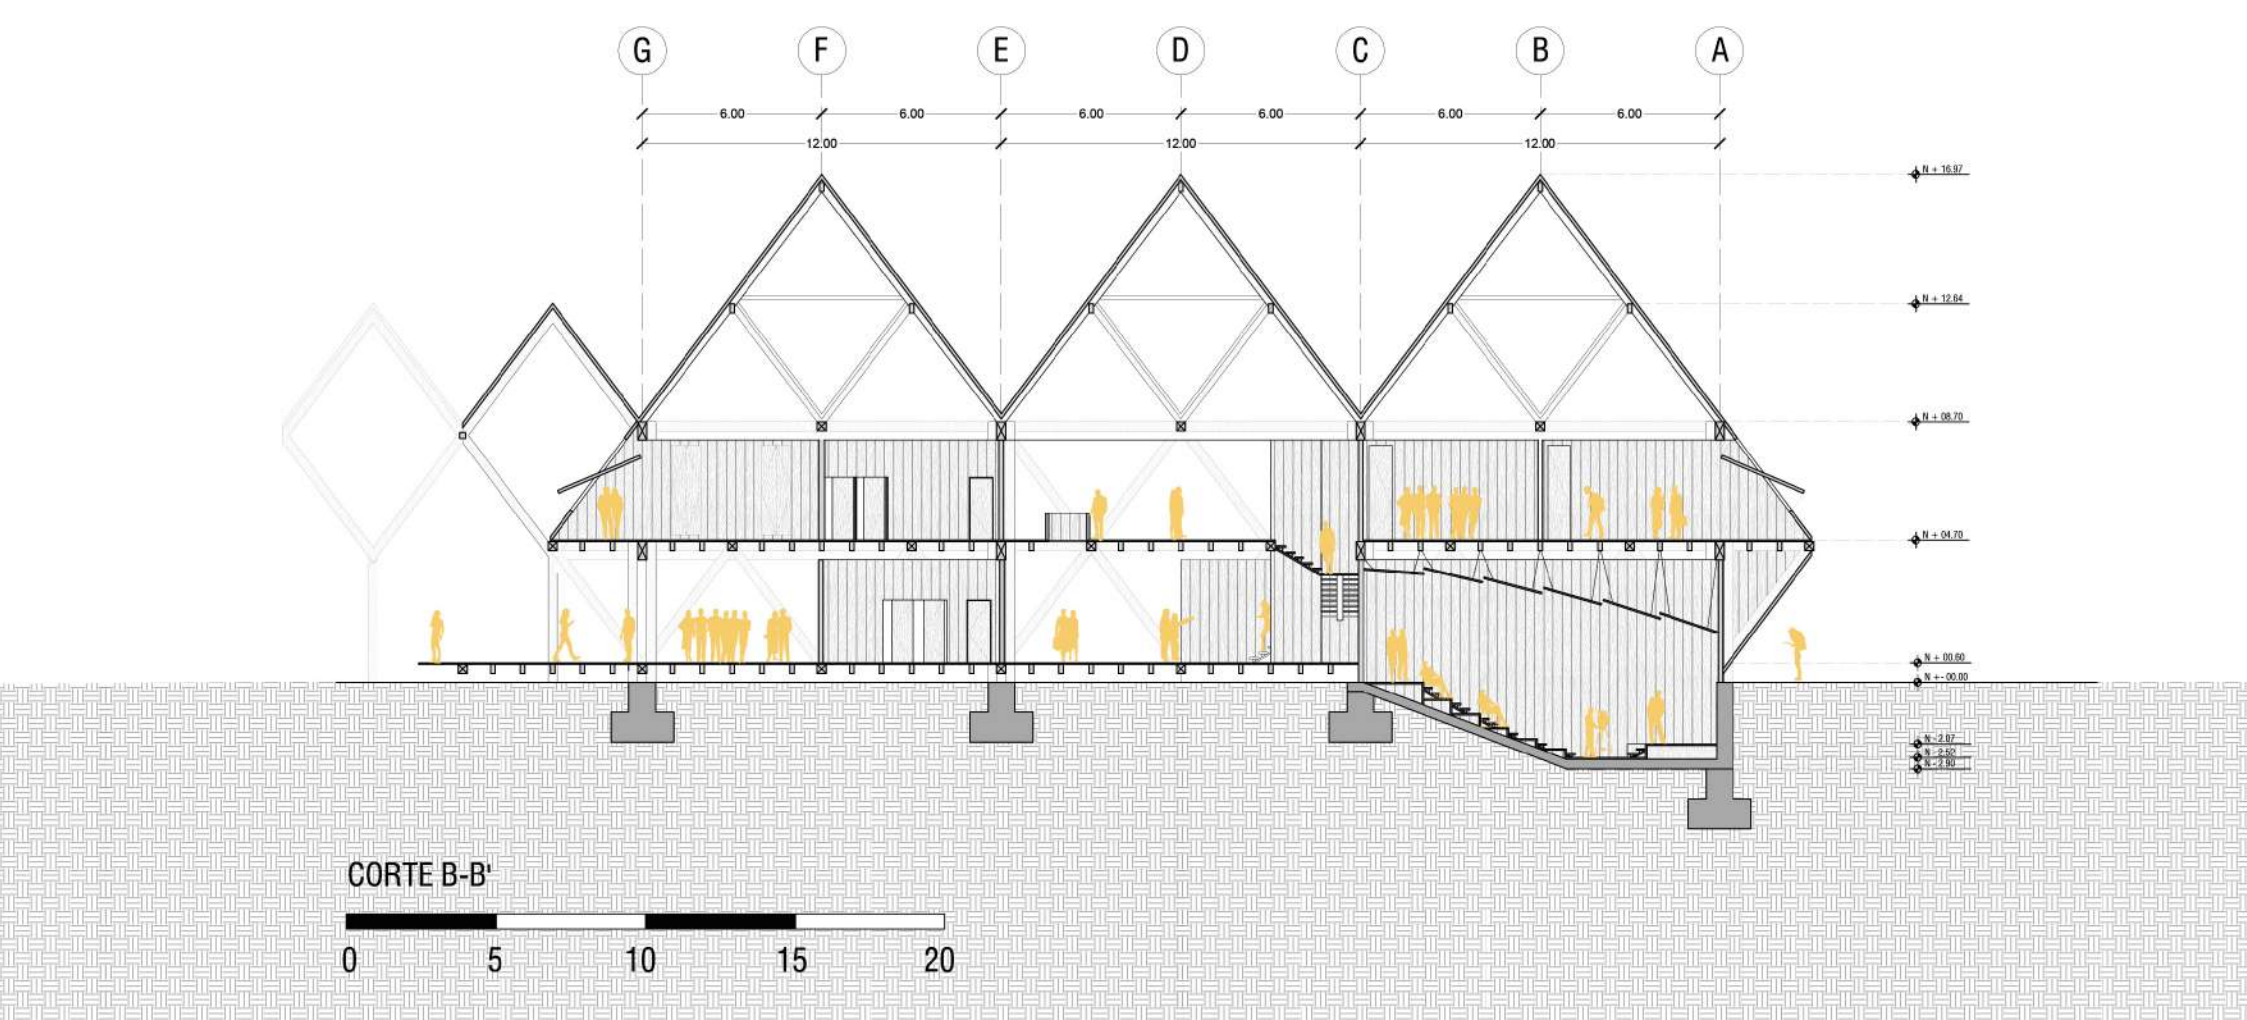 G F E D C B A
6.00 6.00 6.00 6.00 6.00 6.00
12.00 12.00 12.00
N + 16.97
N + 12.64
N + 08.70
N + 04.70
N + 00.60
N +- 00.00
N - 2.07
N - 2.52
N - 2.90
CORTE B-B'
0 5 10 15 20